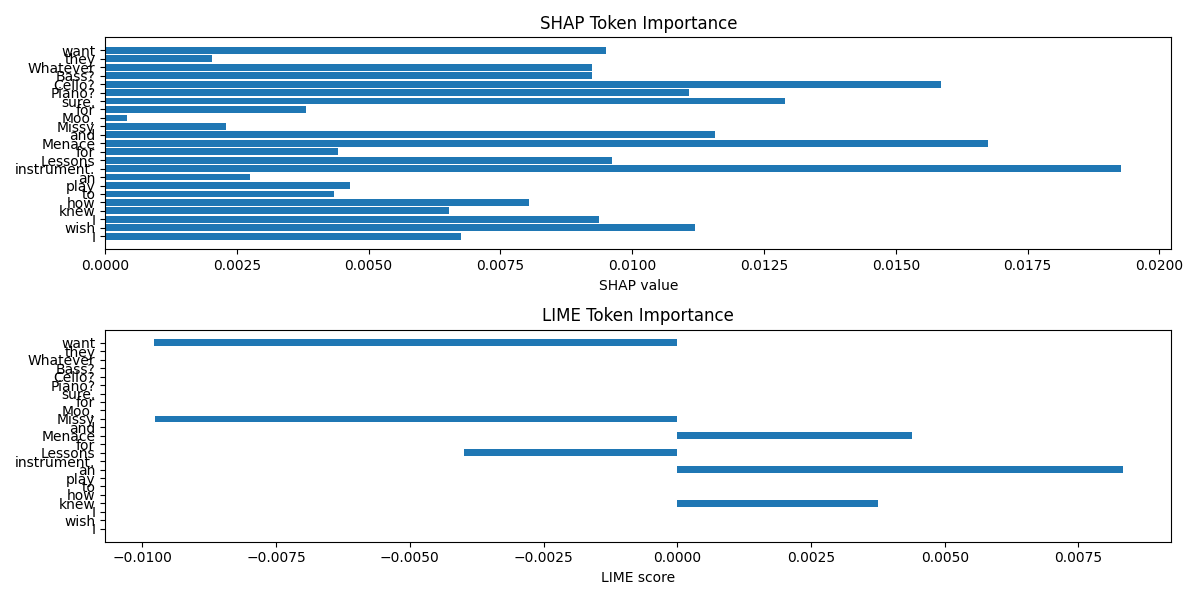 SHAP Token Importance
want
they
Whatever
Bass?
Cello?
Piano?
sure.
for
Moo.
Missy
and
Menace
for
Lessons
instrument.
an
play
to
how
knew
I
wish
I
0.0000 0.0025 0.0050 0.0075 0.0100 0.0125 0.0150 0.0175 0.0200
SHAP value
LIME Token Importance
want
they
Whatever
Bass?
Cello?
Piano?
sure.
for
Moo.
Missy
and
Menace
for
Lessons
instrument.
an
play
to
how
knew
I
wish
I
−0.0100 −0.0075 −0.0050 −0.0025 0.0000 0.0025 0.0050 0.0075
LIME score